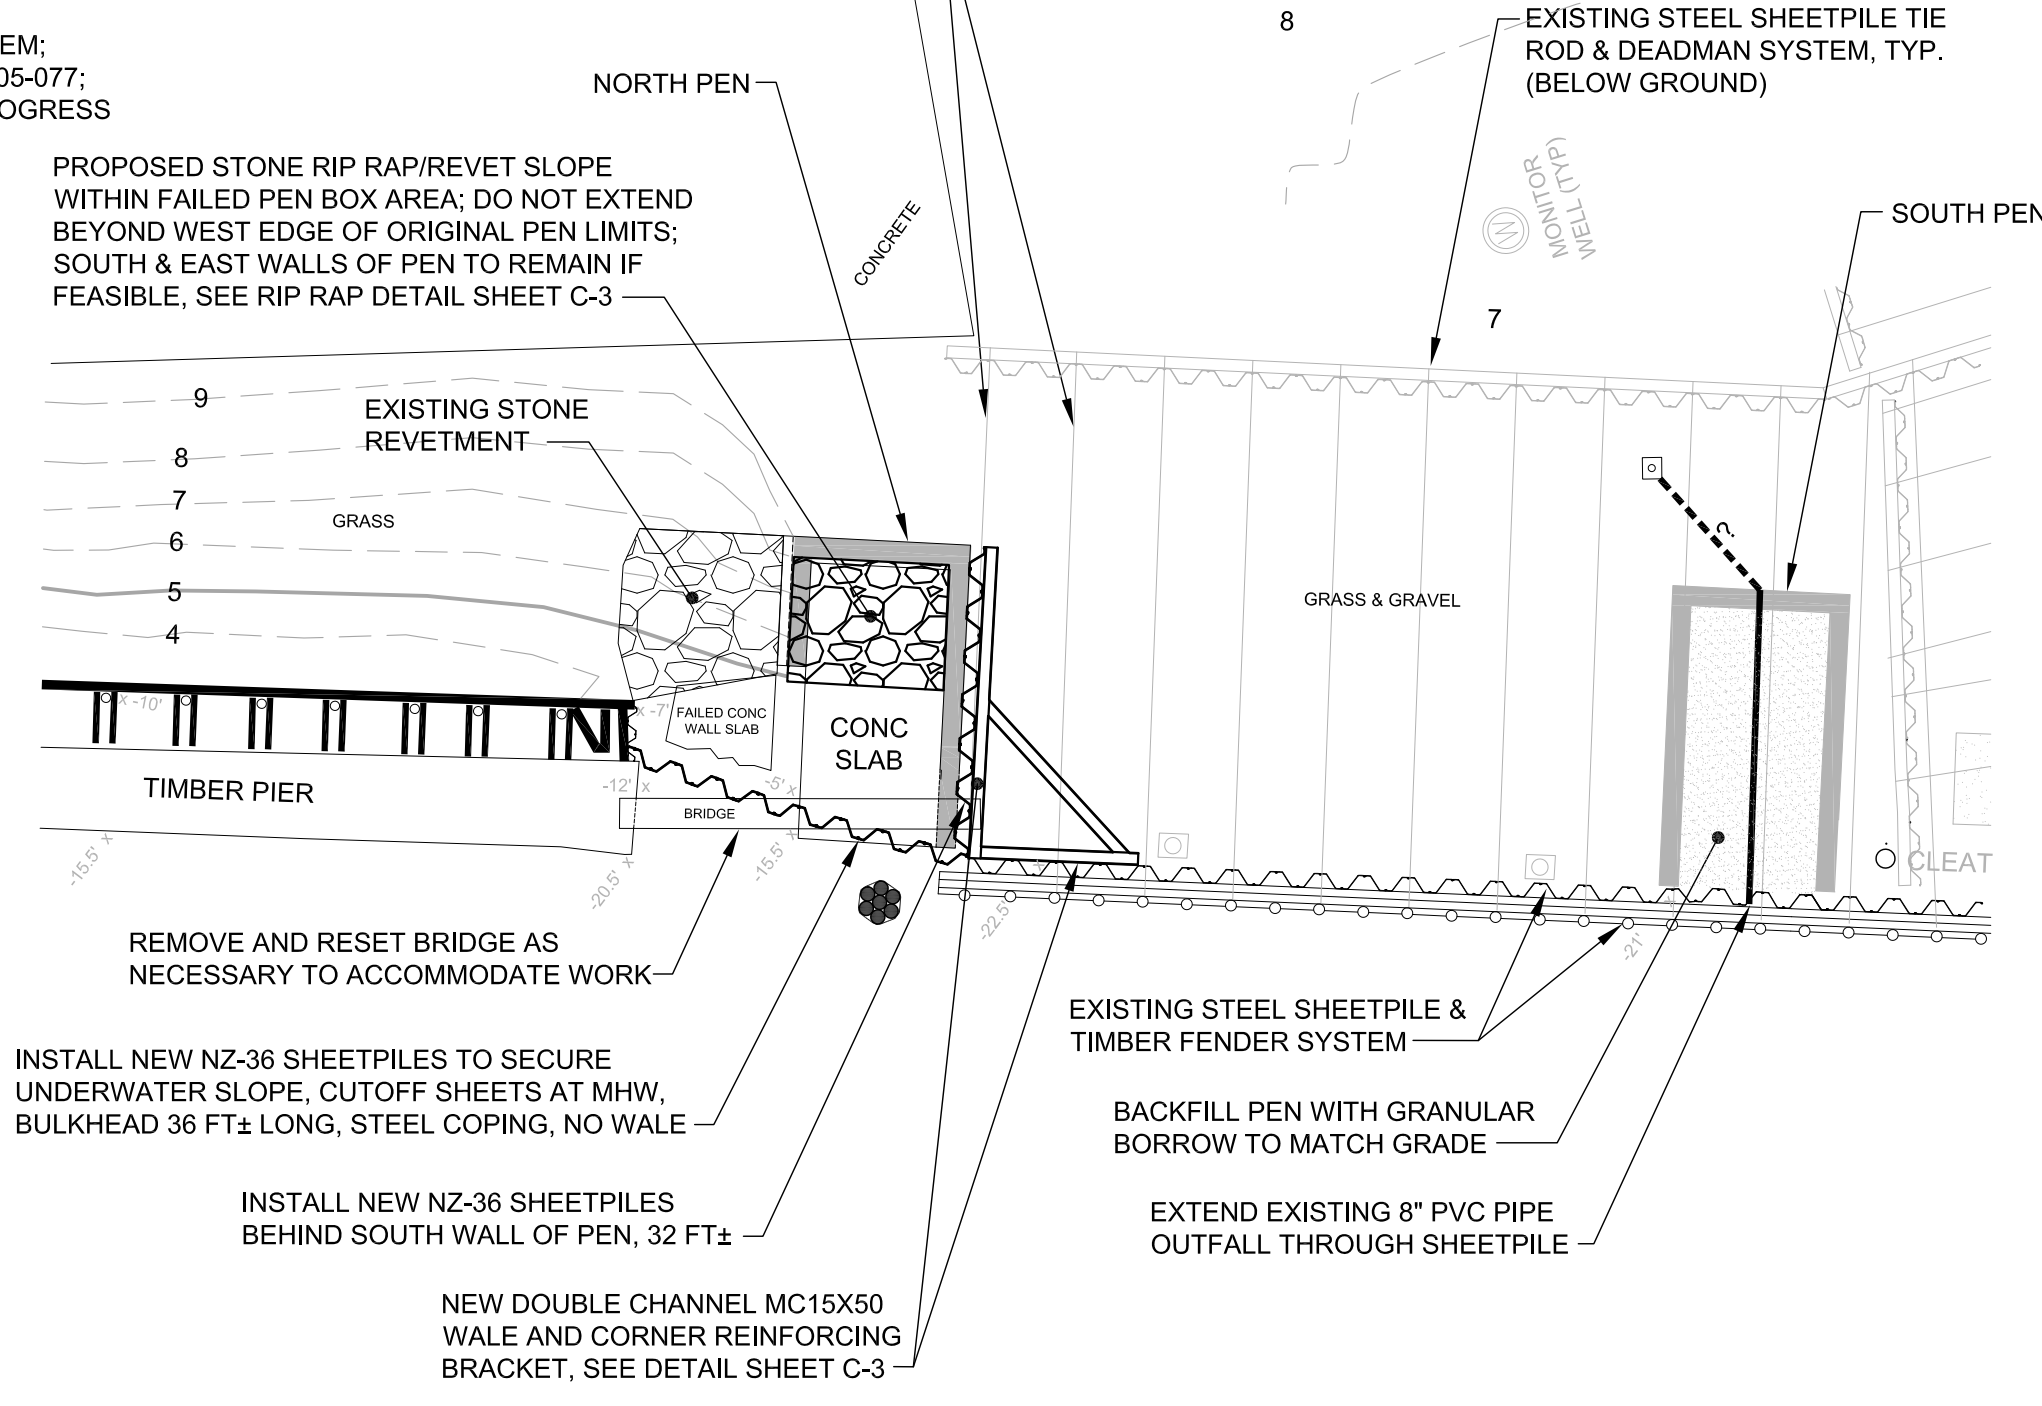 EM;
05-077;
OGRESS
NORTH PEN
8
EXISTING STEEL SHEETPILE TIE
ROD & DEADMAN SYSTEM, TYP.
(BELOW GROUND)
PROPOSED STONE RIP RAP/REVET SLOPE
WITHIN FAILED PEN BOX AREA; DO NOT EXTEND
BEYOND WEST EDGE OF ORIGINAL PEN LIMITS;
SOUTH & EAST WALLS OF PEN TO REMAIN IF
FEASIBLE, SEE RIP RAP DETAIL SHEET C-3
CONCRETE
W
MONITOR
WELL (TYP)
SOUTH PEN
7
9
EXISTING STONE
REVETMENT
8
7
GRASS
6
5
4
?
GRASS & GRAVEL
x -10'
x -7'
FAILED CONC
WALL SLAB
CONC
SLAB
TIMBER PIER
-12' x
-5' x
BRIDGE
-15.5' x
-20.5' x
-15.5' x
x
-22.5'
x
-21'
CLEAT
REMOVE AND RESET BRIDGE AS
NECESSARY TO ACCOMMODATE WORK
EXISTING STEEL SHEETPILE &
TIMBER FENDER SYSTEM
INSTALL NEW NZ-36 SHEETPILES TO SECURE
UNDERWATER SLOPE, CUTOFF SHEETS AT MHW,
BULKHEAD 36 FT± LONG, STEEL COPING, NO WALE
BACKFILL PEN WITH GRANULAR
BORROW TO MATCH GRADE
INSTALL NEW NZ-36 SHEETPILES
BEHIND SOUTH WALL OF PEN, 32 FT±
EXTEND EXISTING 8" PVC PIPE
OUTFALL THROUGH SHEETPILE
NEW DOUBLE CHANNEL MC15X50
WALE AND CORNER REINFORCING
BRACKET, SEE DETAIL SHEET C-3